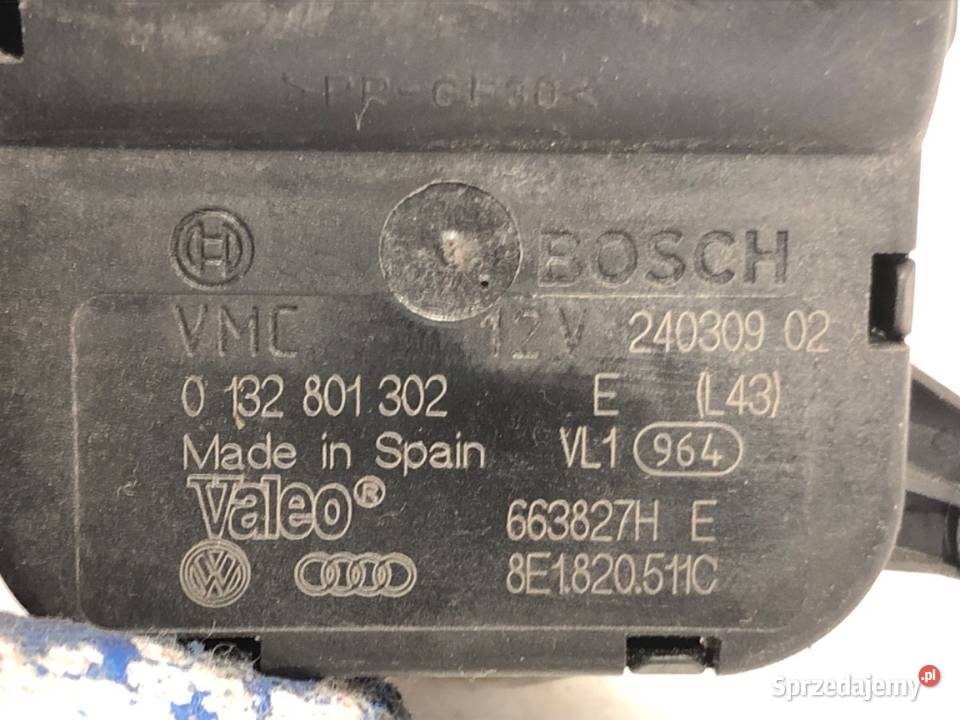 >PP-GF30<
BOSCH
VMC 12V 240309 02
0 132 801 302 E (L43)
Made in Spain VL1 964
Valeo® 663827H E
8E1.820.511C
Sprzedajemy.pl